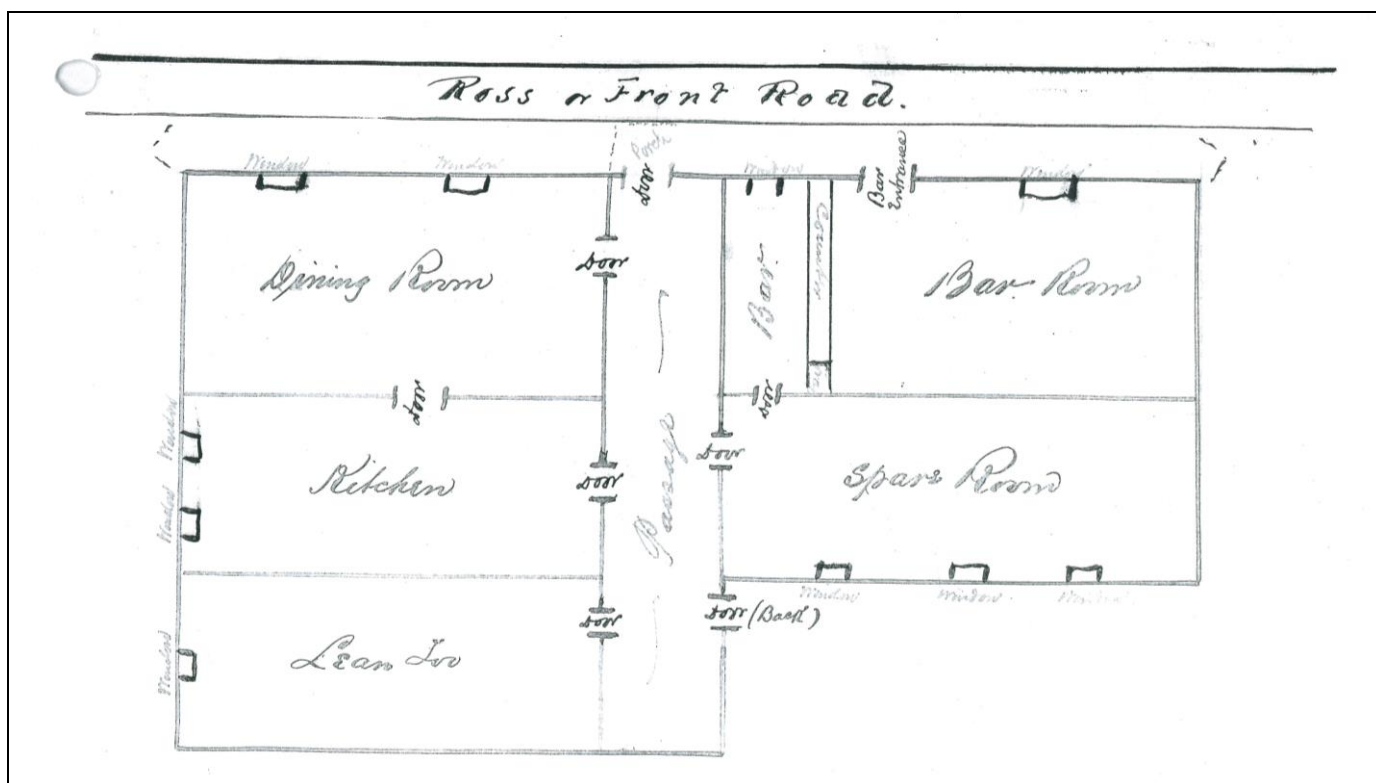 Ross or Front Road.
Porch
Window
Window
Door
Window
Bar
Entrance
Window
Dining Room
Door
Bar.
Counter
Bar Room
Door
Door
Window
Window
Kitchen
Door
Passage
Door
Spare Room
Window
Window
Window
Window
Lean Too
Door
Door (Back)